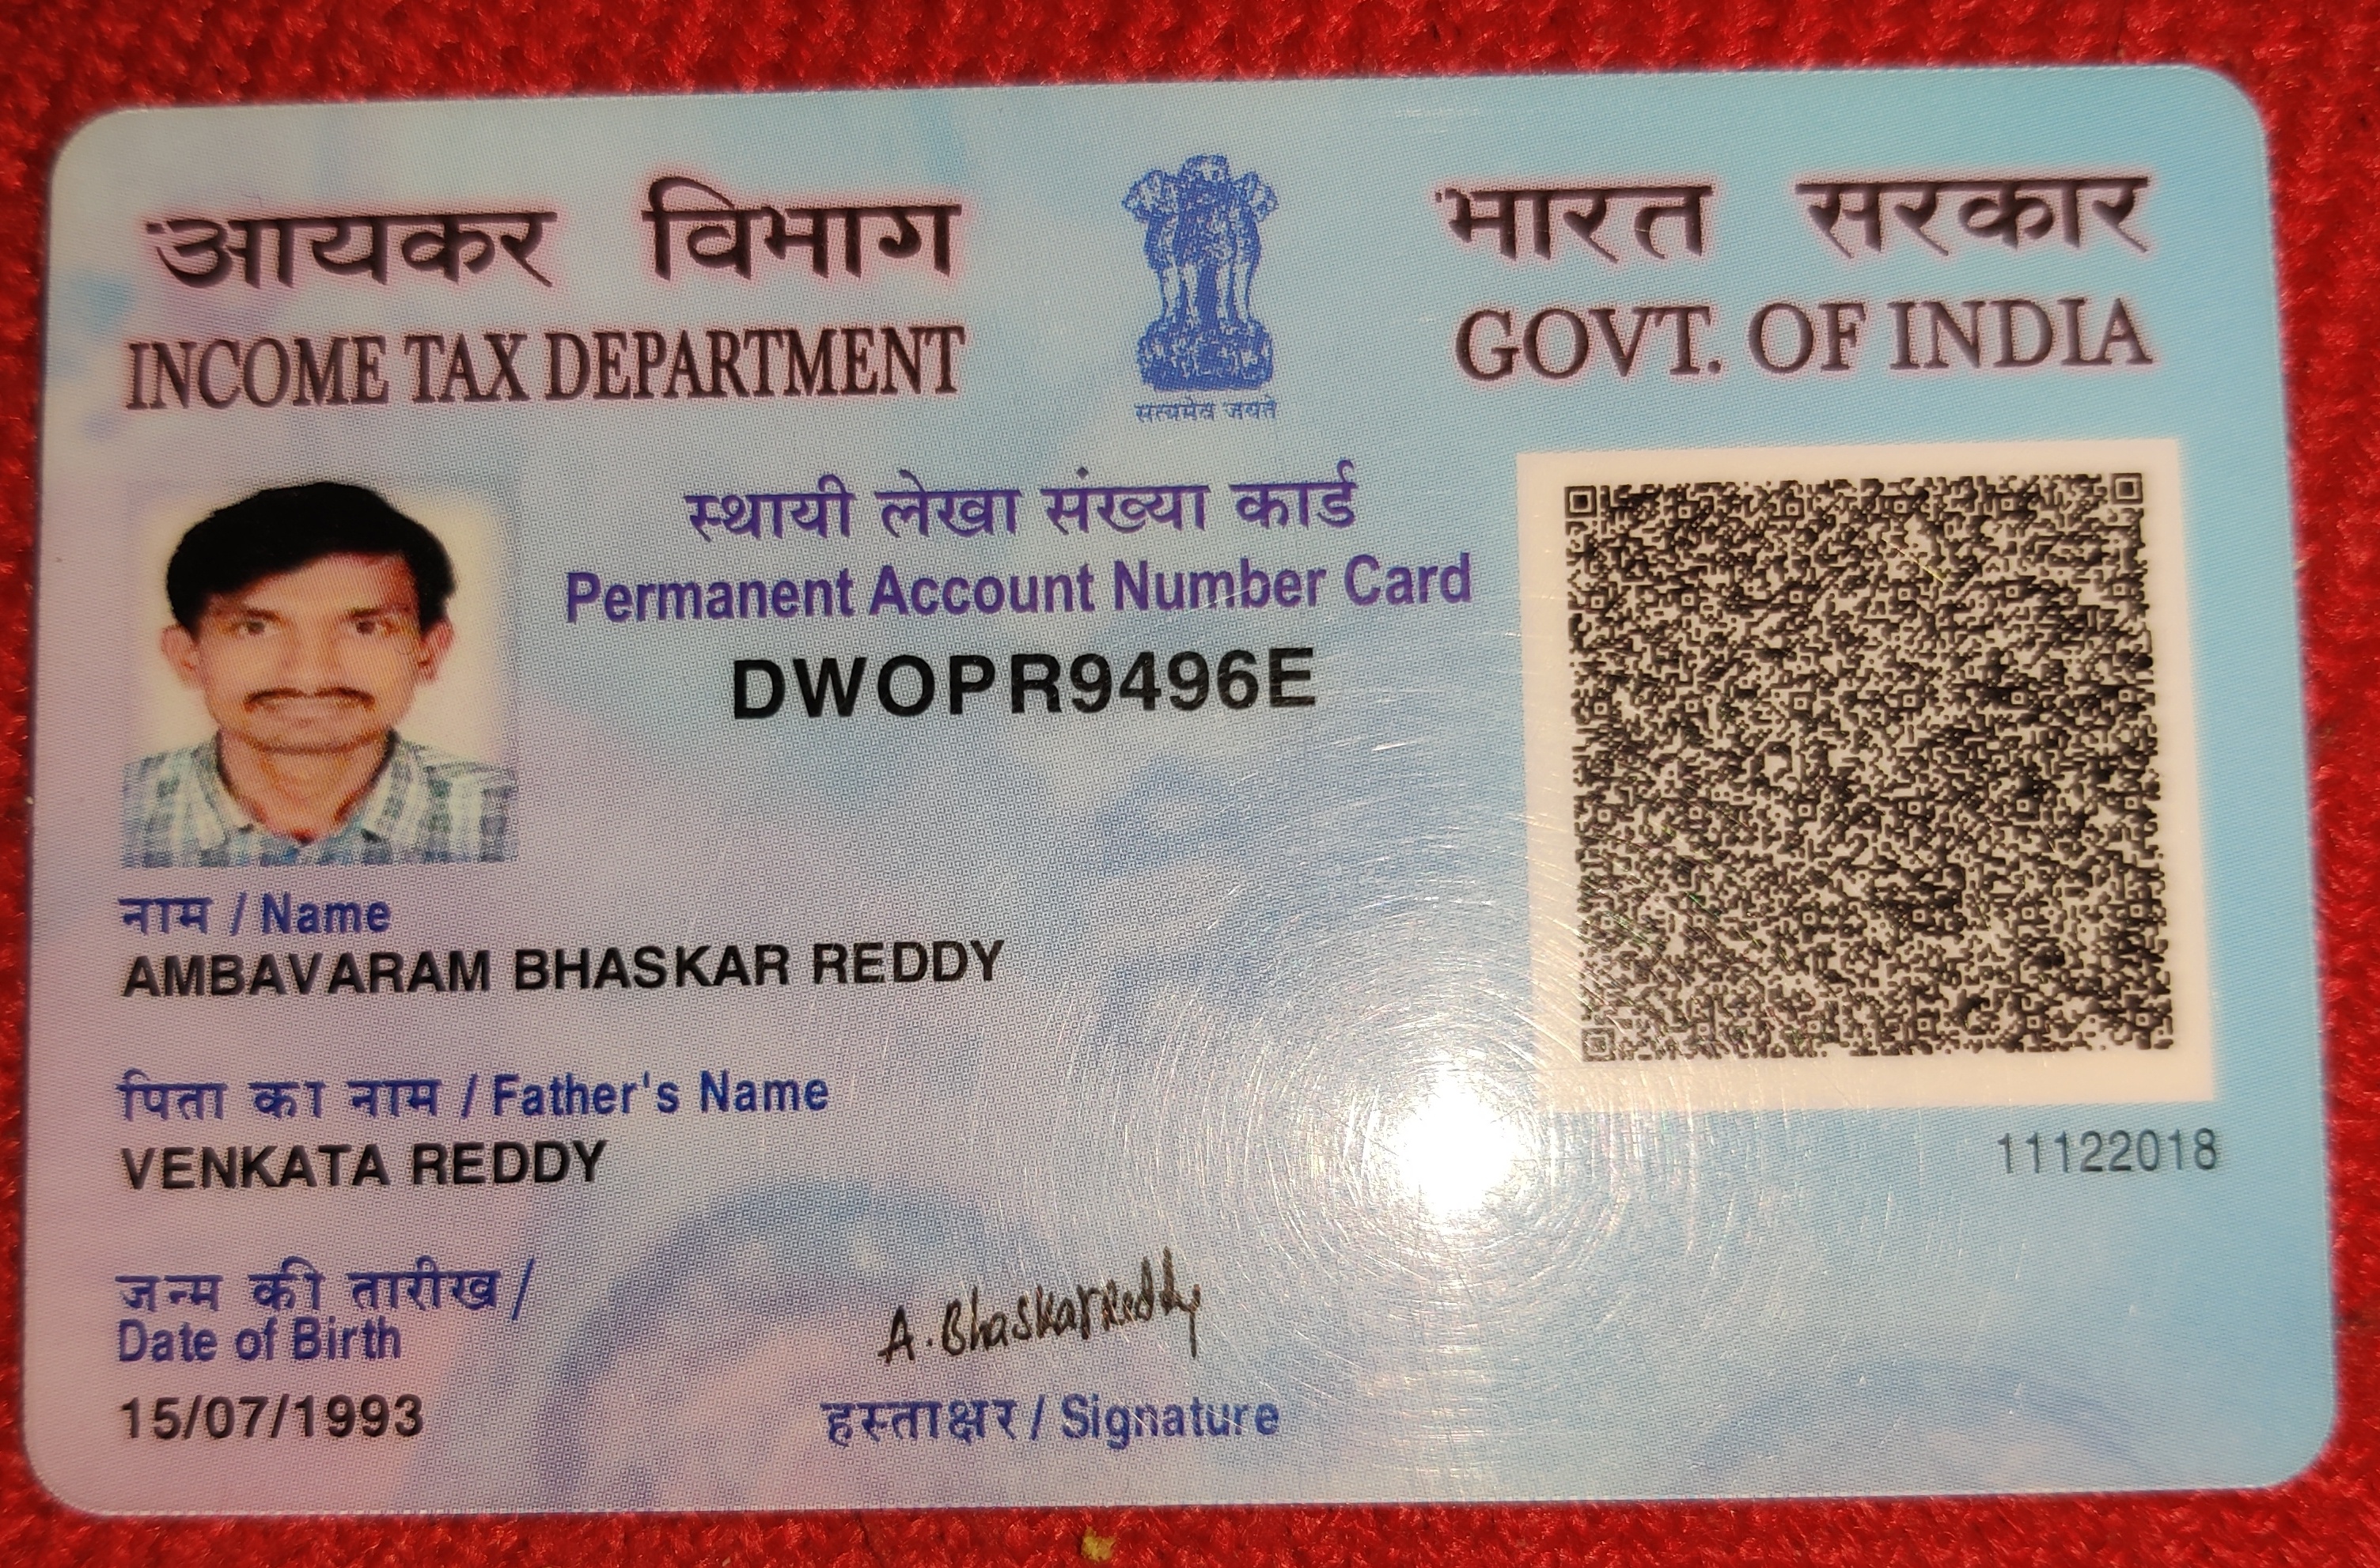 आयकर विभाग
INCOME TAX DEPARTMENT
सत्यमेव जयते
भारत सरकार
GOVT. OF INDIA
स्थायी लेखा संख्या कार्ड
Permanent Account Number Card
DWOPR9496E
नाम / Name
AMBAVARAM BHASKAR REDDY
पिता का नाम / Father's Name
VENKATA REDDY
11122018
जन्म की तारीख /
Date of Birth
15/07/1993
A. Bhaskar Reddy
हस्ताक्षर / Signature